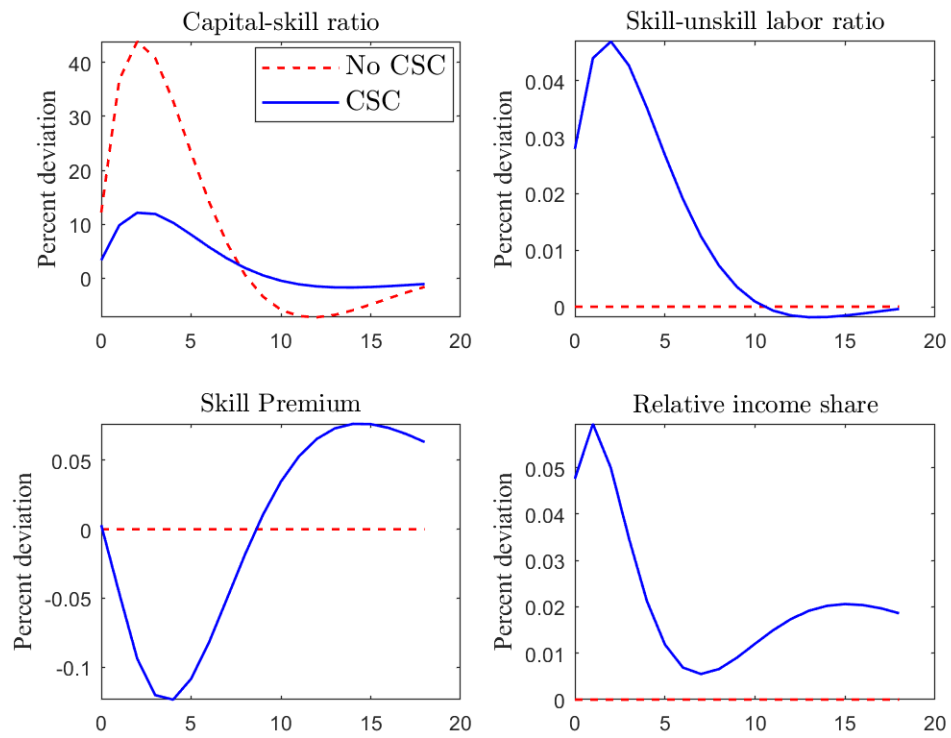 Capital-skill ratio
Percent deviation
40
30
20
10
0
0 5 10 15 20
No CSC
CSC
Skill-unskill labor ratio
Percent deviation
0.04
0.03
0.02
0.01
0
0 5 10 15 20
Skill Premium
Percent deviation
0.05
0
-0.05
-0.1
0 5 10 15 20
Relative income share
Percent deviation
0.05
0.04
0.03
0.02
0.01
0
0 5 10 15 20